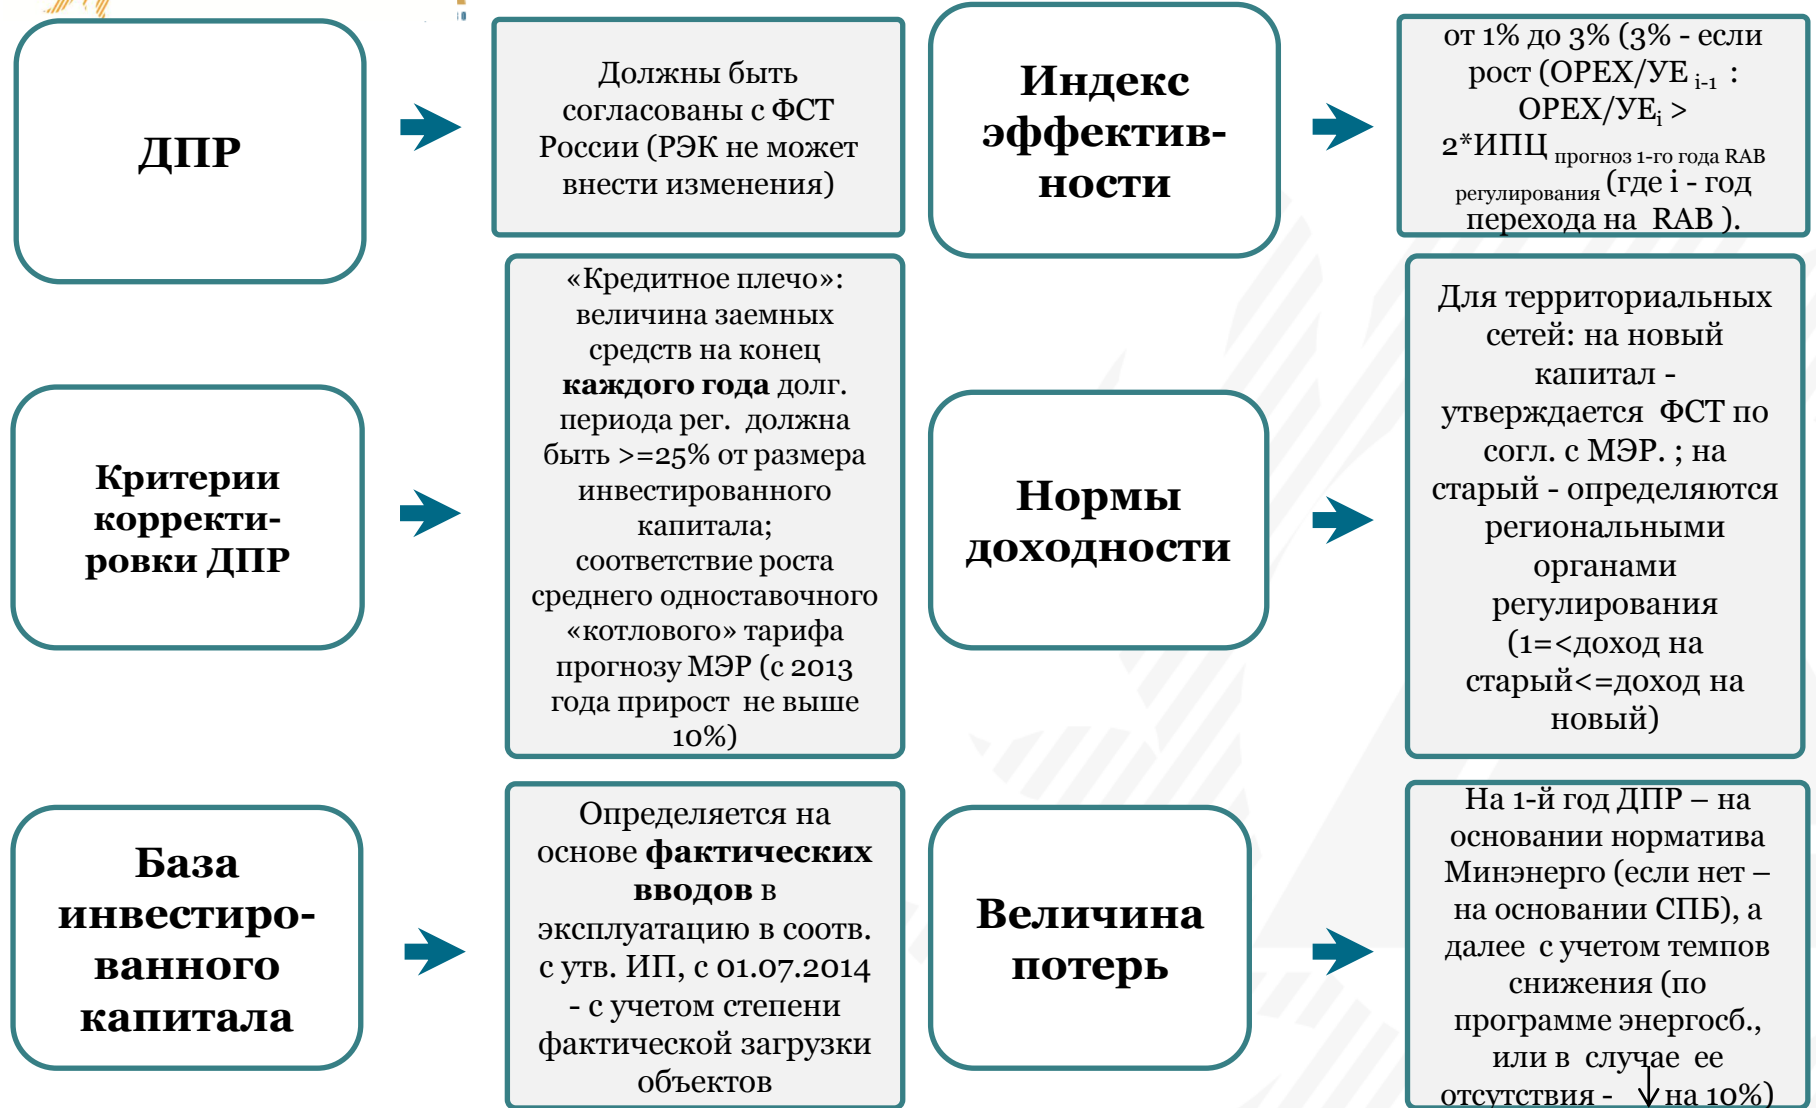 ДПР
Должны быть
согласованы с ФСТ
России (РЭК не может
внести изменения)
Индекс
эффектив-
ности
от 1% до 3% (3% - если
рост (ОРЕХ/УЕ i-1 :
ОРЕХ/УЕi >
2*ИПЦ прогноз 1-го года RAB
регулирования (где i - год
перехода на RAB ).
Критерии
корректи-
ровки ДПР
«Кредитное плечо»:
величина заемных
средств на конец
каждого года долг.
периода рег. должна
быть >=25% от размера
инвестированного
капитала;
соответствие роста
среднего одноставочного
«котлового» тарифа
прогнозу МЭР (с 2013
года прирост не выше
10%)
Нормы
доходности
Для территориальных
сетей: на новый
капитал -
утверждается ФСТ по
согл. с МЭР. ; на
старый - определяются
региональными
органами
регулирования
(1=<доход на
старый<=доход на
новый)
База
инвестиро-
ванного
капитала
Определяется на
основе фактических
вводов в
эксплуатацию в соотв.
с утв. ИП, с 01.07.2014
- с учетом степени
фактической загрузки
объектов
Величина
потерь
На 1-й год ДПР – на
основании норматива
Минэнерго (если нет –
на основании СПБ), а
далее с учетом темпов
снижения (по
программе энергосб.,
или в случае ее
отсутствия - ↓ на 10%)